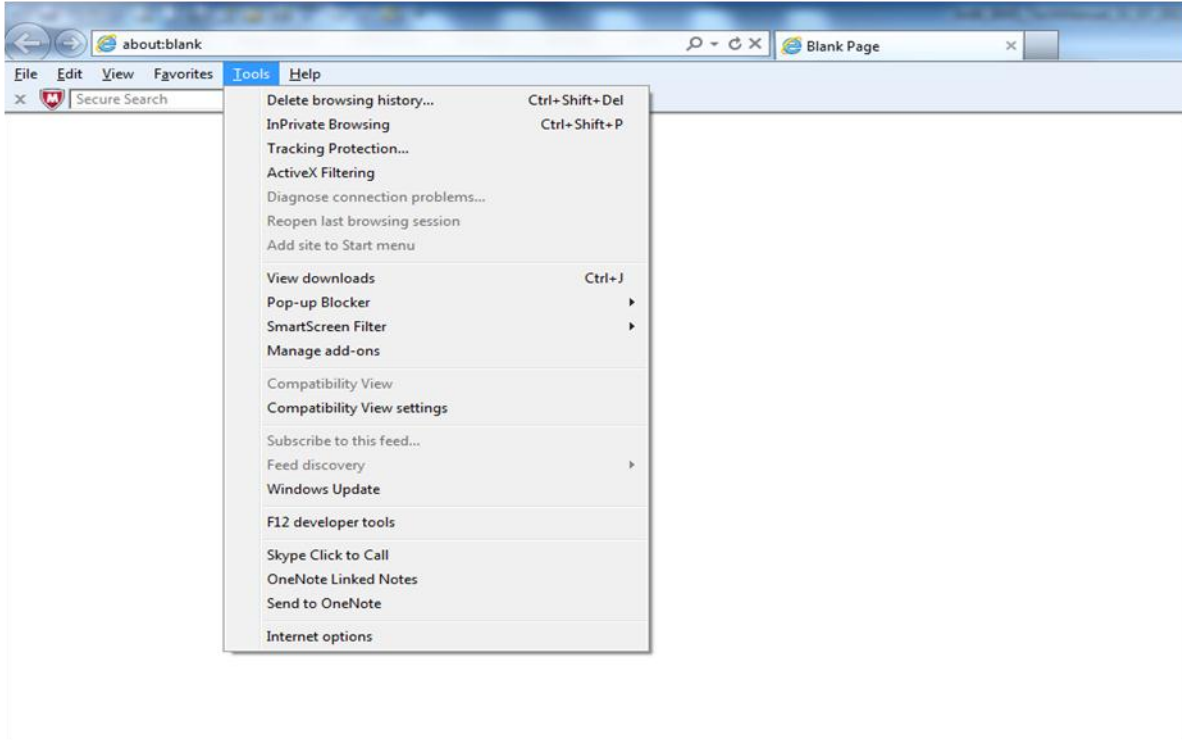 about:blank
Blank Page
File Edit View Favorites Tools Help
Secure Search
Delete browsing history... Ctrl+Shift+Del
InPrivate Browsing Ctrl+Shift+P
Tracking Protection...
ActiveX Filtering
Diagnose connection problems...
Reopen last browsing session
Add site to Start menu
View downloads Ctrl+J
Pop-up Blocker
SmartScreen Filter
Manage add-ons
Compatibility View
Compatibility View settings
Subscribe to this feed...
Feed discovery
Windows Update
F12 developer tools
Skype Click to Call
OneNote Linked Notes
Send to OneNote
Internet options